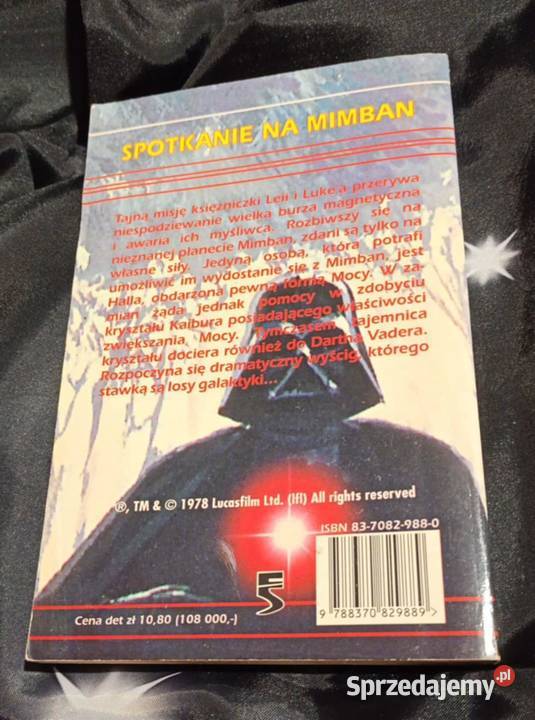 SPOTKANIE NA MIMBAN
Tajną misję księżniczki Leii i Luke'a przerywa
niespodziewanie wielka burza magnetyczna
i awaria ich myśliwca. Rozbiwszy się na
nieznanej planecie Mimban, zdani są tylko na
własne siły. Jedyną osobą, która potrafi
umożliwić im wydostanie się z Mimban, jest
Halla, obdarzona pewną formą Mocy. W za-
mian żąda jednak pomocy w zdobyciu
kryształu Kaibura posiadającego właściwości
zwiększania Mocy. Tymczasem tajemnica
kryształu dociera również do Dartha Vadera.
Rozpoczyna się dramatyczny wyścig, którego
stawką są losy galaktyki...
®, TM & © 1978 Lucasfilm Ltd. (lfl) All rights reserved
ISBN 83-7082-988-0
9 788370 829889 >
Cena det zł 10,80 (108 000,-)
Sprzedajemy.pl